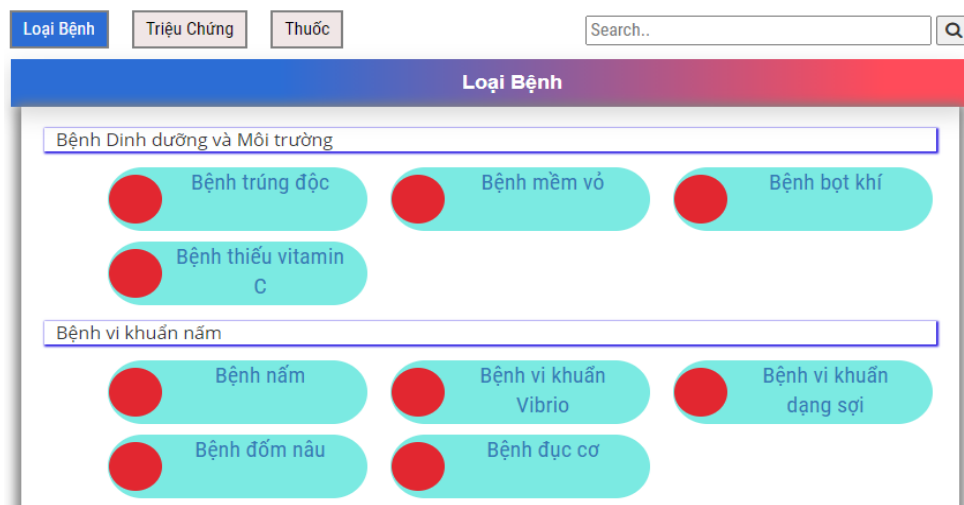 Loại Bệnh Triệu Chứng Thuốc Search..
Loại Bệnh
Bệnh Dinh dưỡng và Môi trường
Bệnh trúng độc Bệnh mềm vỏ Bệnh bọt khí
Bệnh thiếu vitamin
C
Bệnh vi khuẩn nấm
Bệnh nấm
Bệnh vi khuẩn
Vibrio
Bệnh vi khuẩn
dạng sợi
Bệnh đốm nâu Bệnh đục cơ